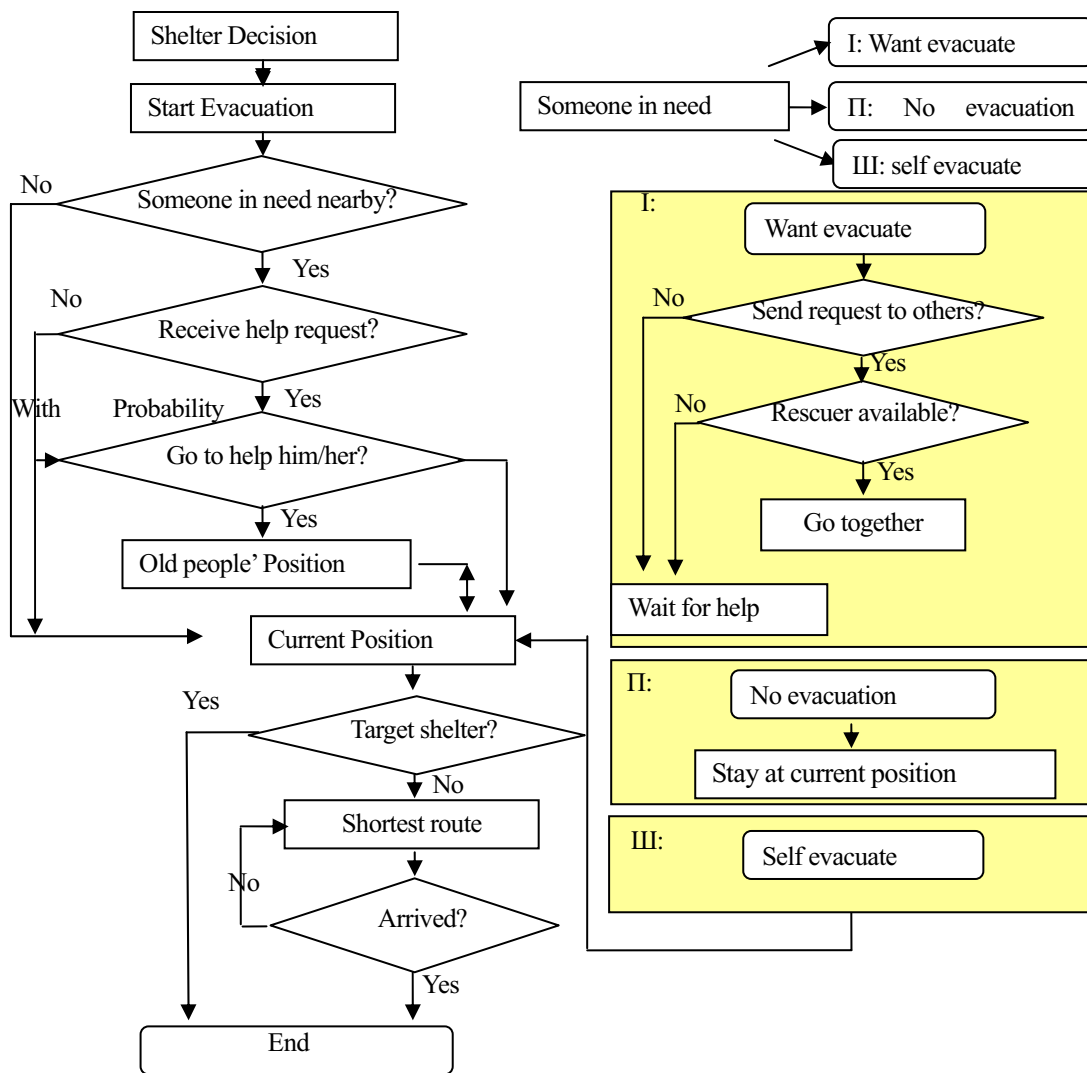 Shelter Decision
Start Evacuation
Someone in need nearby?
No
Yes
Receive help request?
No
Yes
With Probability
Go to help him/her?
Yes
Old people’ Position
Current Position
Yes
Target shelter?
No
Shortest route
No
Arrived?
Yes
End
Someone in need
I: Want evacuate
П: No evacuation
Ш: self evacuate
I:
Want evacuate
No
Send request to others?
Yes
No
Rescuer available?
Yes
Go together
Wait for help
П:
No evacuation
Stay at current position
Ш:
Self evacuate